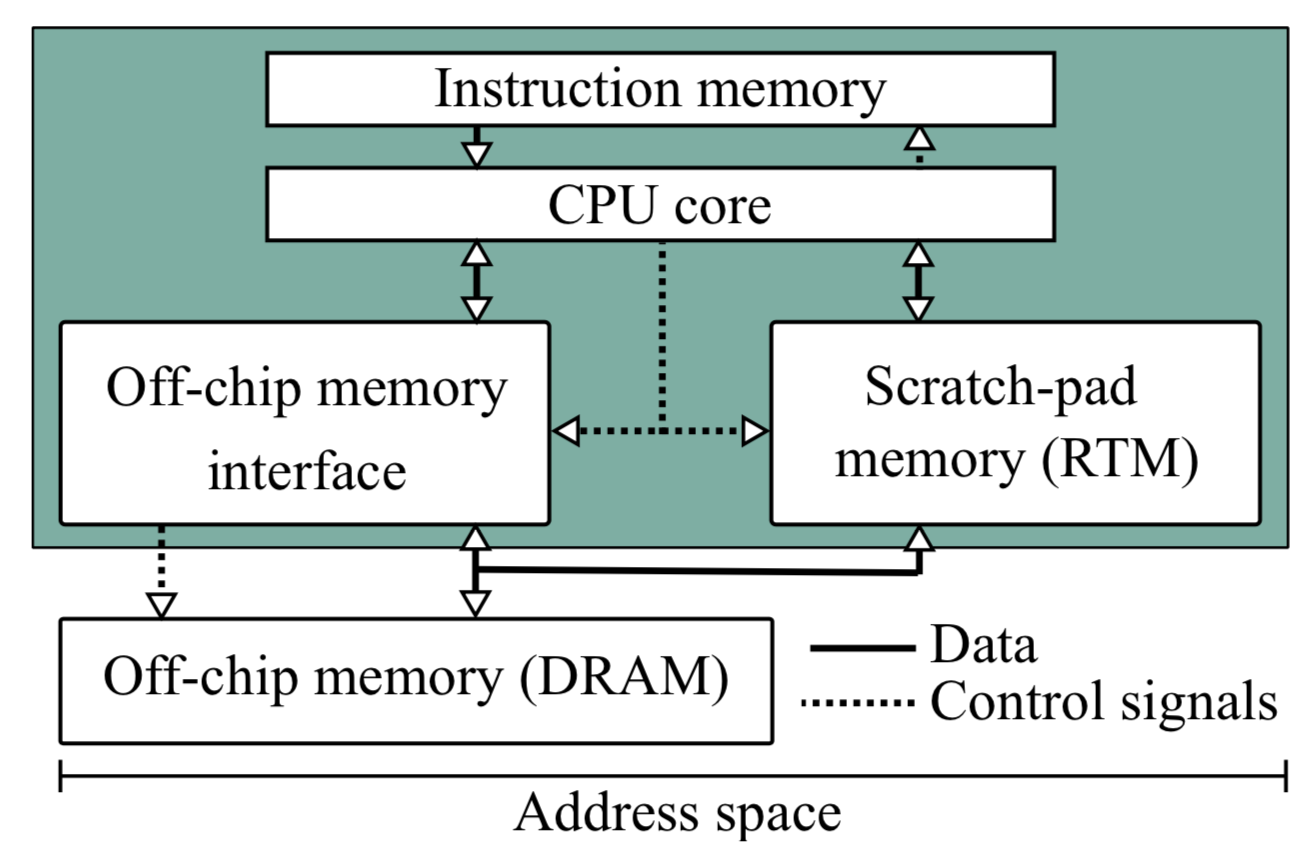 Instruction memory
CPU core
Off-chip memory
interface
Scratch-pad
memory (RTM)
Off-chip memory (DRAM)
Data
Control signals
Address space